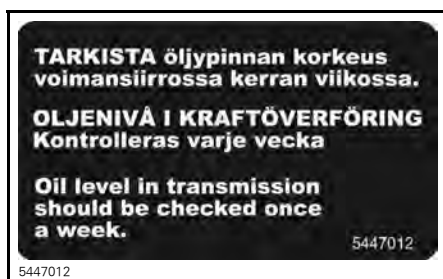 TARKISTA öljypinnan korkeus
voimansiirrossa kerran viikossa.
OLJENIVÅ I KRAFTÖVERFÖRING
Kontrolleras varje vecka
Oil level in transmission
should be checked once
a week.
5447012
5447012